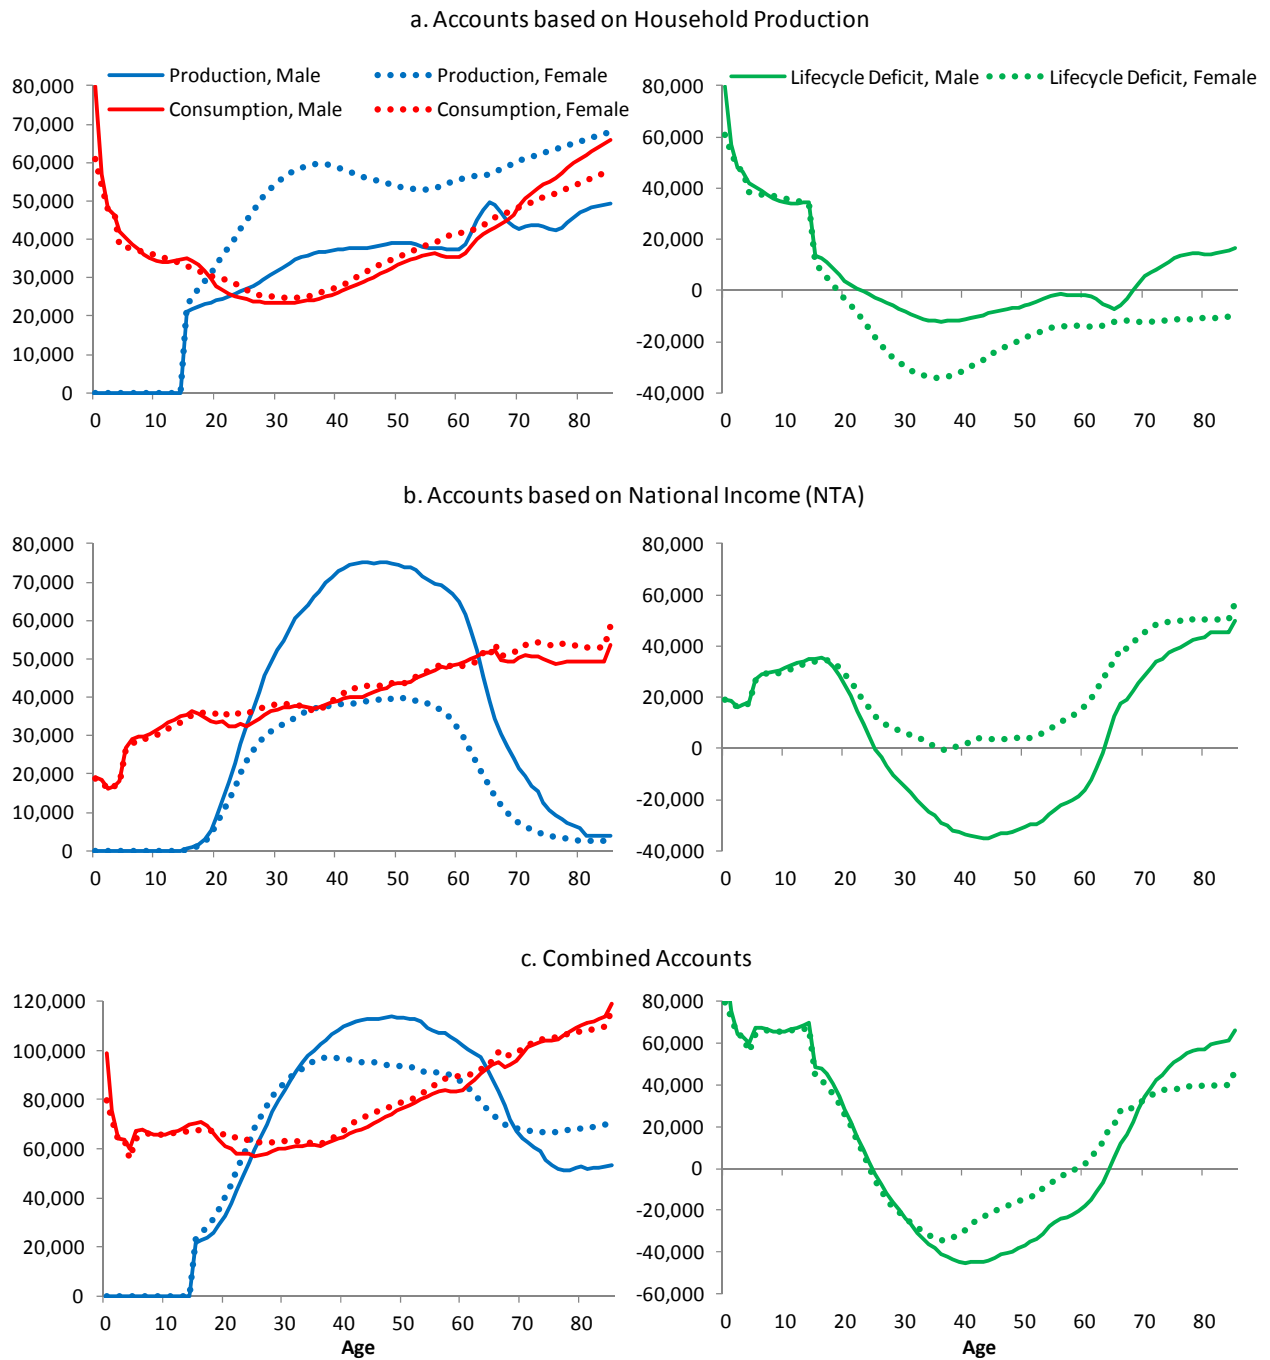 a. Accounts based on Household Production
Production, Male
Production, Female
Consumption, Male
Consumption, Female
80,000
70,000
60,000
50,000
40,000
30,000
20,000
10,000
0
0 10 20 30 40 50 60 70 80
Lifecycle Deficit, Male
Lifecycle Deficit, Female
80,000
60,000
40,000
20,000
0
-20,000
-40,000
0 10 20 30 40 50 60 70 80
b. Accounts based on National Income (NTA)
80,000
70,000
60,000
50,000
40,000
30,000
20,000
10,000
0
0 10 20 30 40 50 60 70 80
80,000
60,000
40,000
20,000
0
-20,000
-40,000
0 10 20 30 40 50 60 70 80
c. Combined Accounts
120,000
100,000
80,000
60,000
40,000
20,000
0
0 10 20 30 40 50 60 70 80
Age
80,000
60,000
40,000
20,000
0
-20,000
-40,000
-60,000
0 10 20 30 40 50 60 70 80
Age